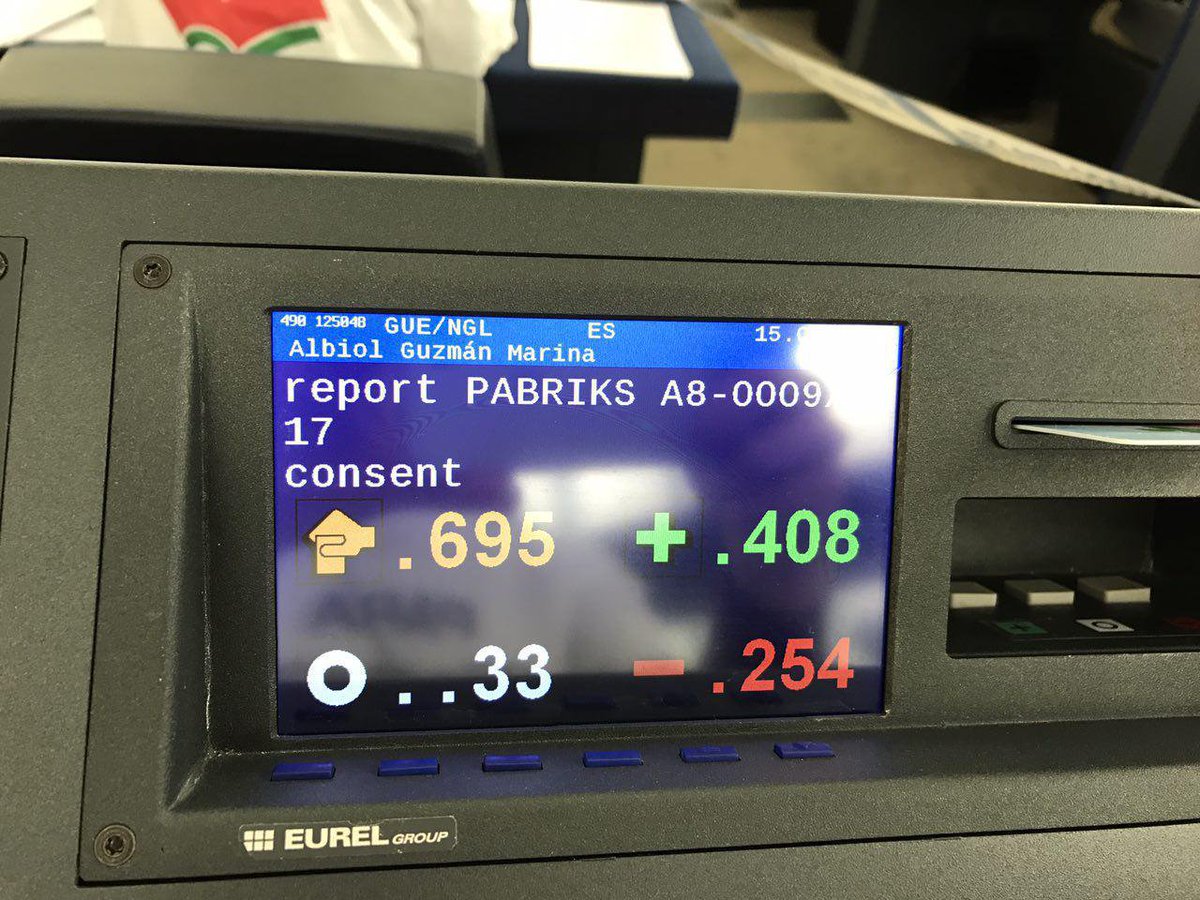 490 12504B GUE/NGL ES 15.0
Albiol Guzmán Marina
report PABRIKS A8-0009
17
consent
.695 + .408
O ..33 - .254
EUREL GROUP